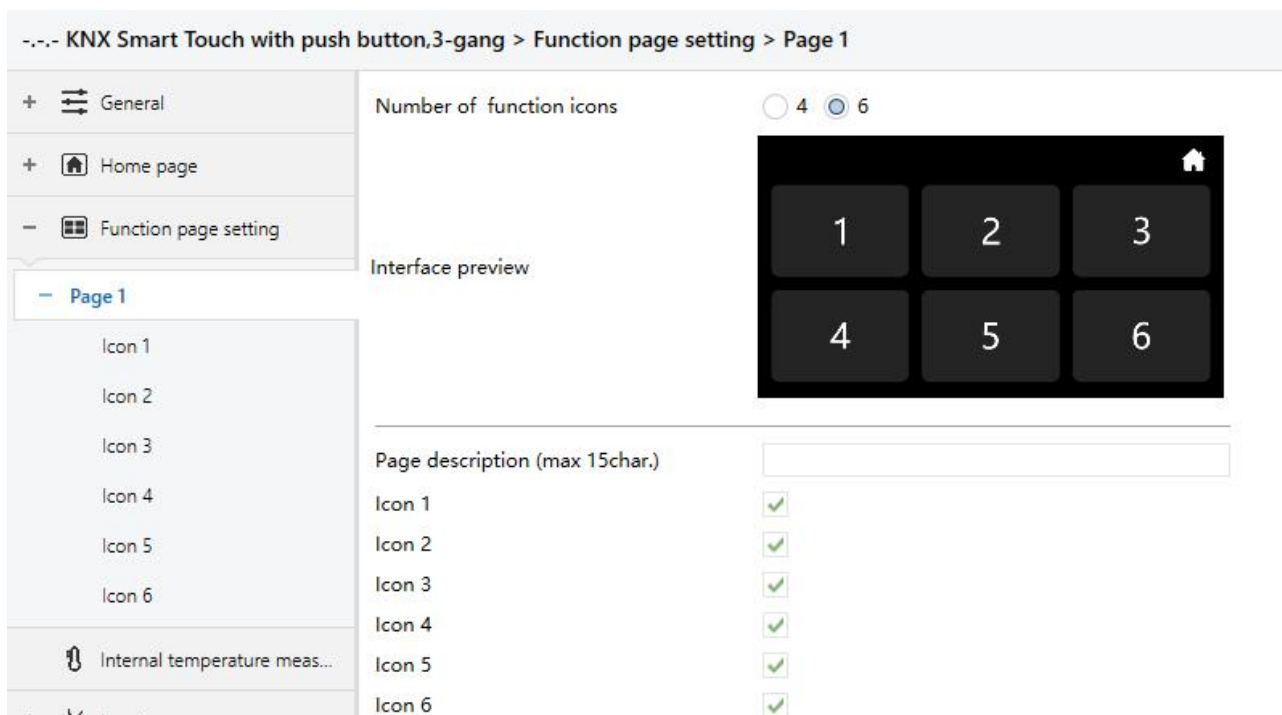 -.-.- KNX Smart Touch with push button,3-gang > Function page setting > Page 1
+ General
+ Home page
- Function page setting
- Page 1
Icon 1
Icon 2
Icon 3
Icon 4
Icon 5
Icon 6
Internal temperature meas...
Number of function icons 4 6
Interface preview
1 2 3
4 5 6
Page description (max 15char.)
Icon 1
Icon 2
Icon 3
Icon 4
Icon 5
Icon 6